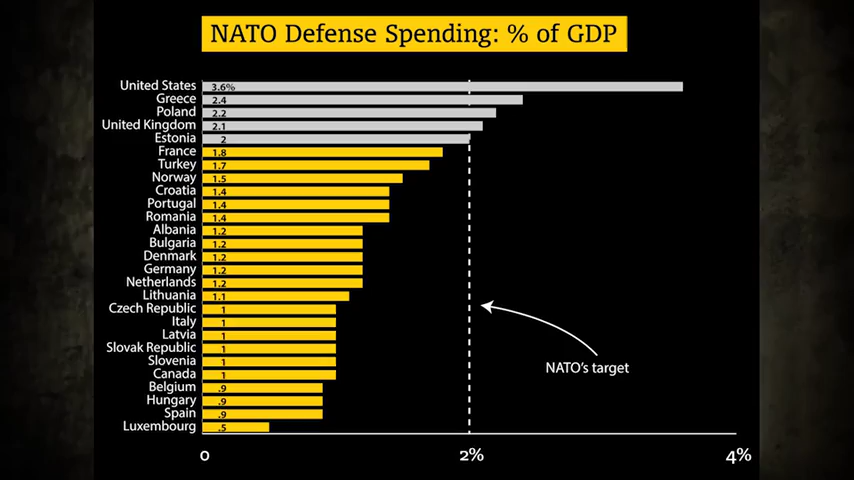 NATO Defense Spending: % of GDP
United States 3.6%
Greece 2.4
Poland 2.2
United Kingdom 2.1
Estonia 2
France 1.8
Turkey 1.7
Norway 1.5
Croatia 1.4
Portugal 1.4
Romania 1.4
Albania 1.2
Bulgaria 1.2
Denmark 1.2
Germany 1.2
Netherlands 1.2
Lithuania 1.1
Czech Republic 1
Italy 1
Latvia 1
Slovak Republic 1
Slovenia 1
Canada 1
Belgium .9
Hungary .9
Spain .9
Luxembourg .5
NATO's target
0 2% 4%